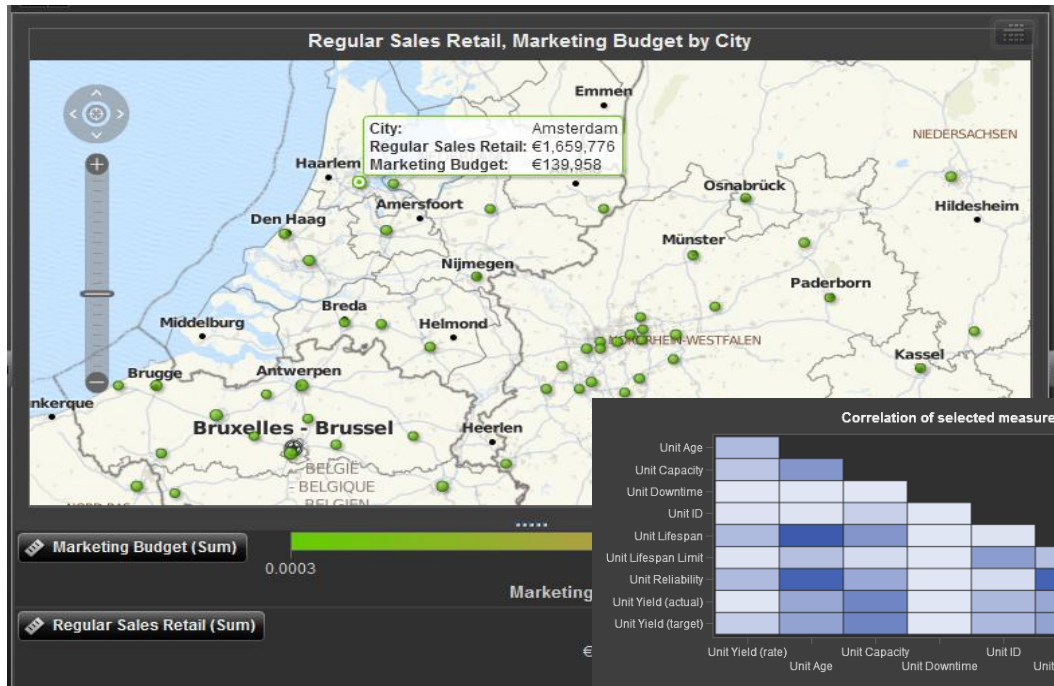 Regular Sales Retail, Marketing Budget by City
Emmen
City: Amsterdam
Regular Sales Retail: €1,659,776
Marketing Budget: €139,958
NIEDERSACHSEN
Haarlem
Osnabrück
Amersfoort
Hildesheim
Den Haag
Münster
Nijmegen
Paderborn
Breda
Middelburg
Helmond
NORDRHEIN-WESTFALEN
Kassel
Brugge
Antwerpen
nkerque
Bruxelles - Brussel
Heerlen
BELGIË
- BELGIQUE
BELGIEN
Marketing Budget (Sum)
0.0003
Marketing
Regular Sales Retail (Sum)
€
Correlation of selected measure
Unit Age
Unit Capacity
Unit Downtime
Unit ID
Unit Lifespan
Unit Lifespan Limit
Unit Reliability
Unit Yield (actual)
Unit Yield (target)
Unit Yield (rate) Unit Capacity Unit ID
Unit Age Unit Downtime Unit